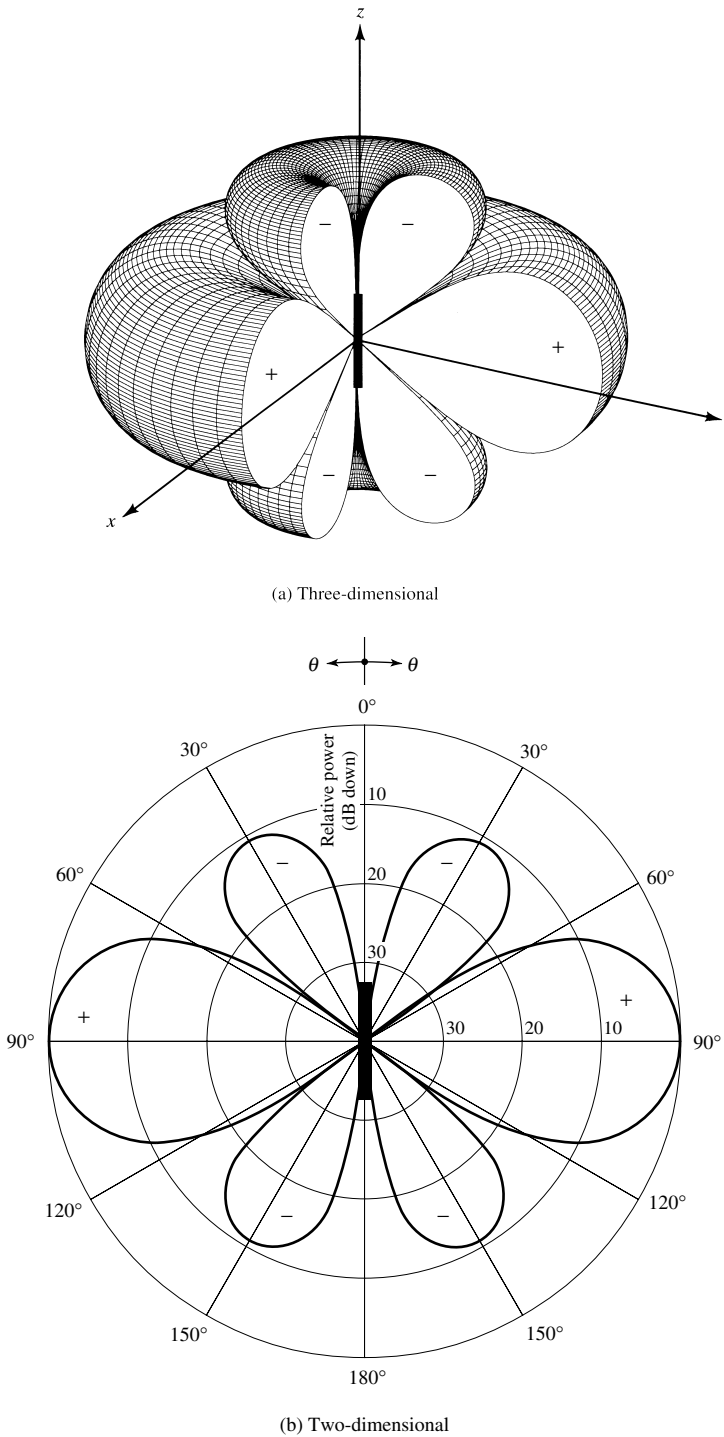 z
− −
+ +
− −
x
(a) Three-dimensional
θ θ
0°
30° 30°
Relative power
(dB down)
10
− −
60° 20 60°
30
+ +
90° 30 20 10 90°
120° 120°
− −
150° 150°
180°
(b) Two-dimensional